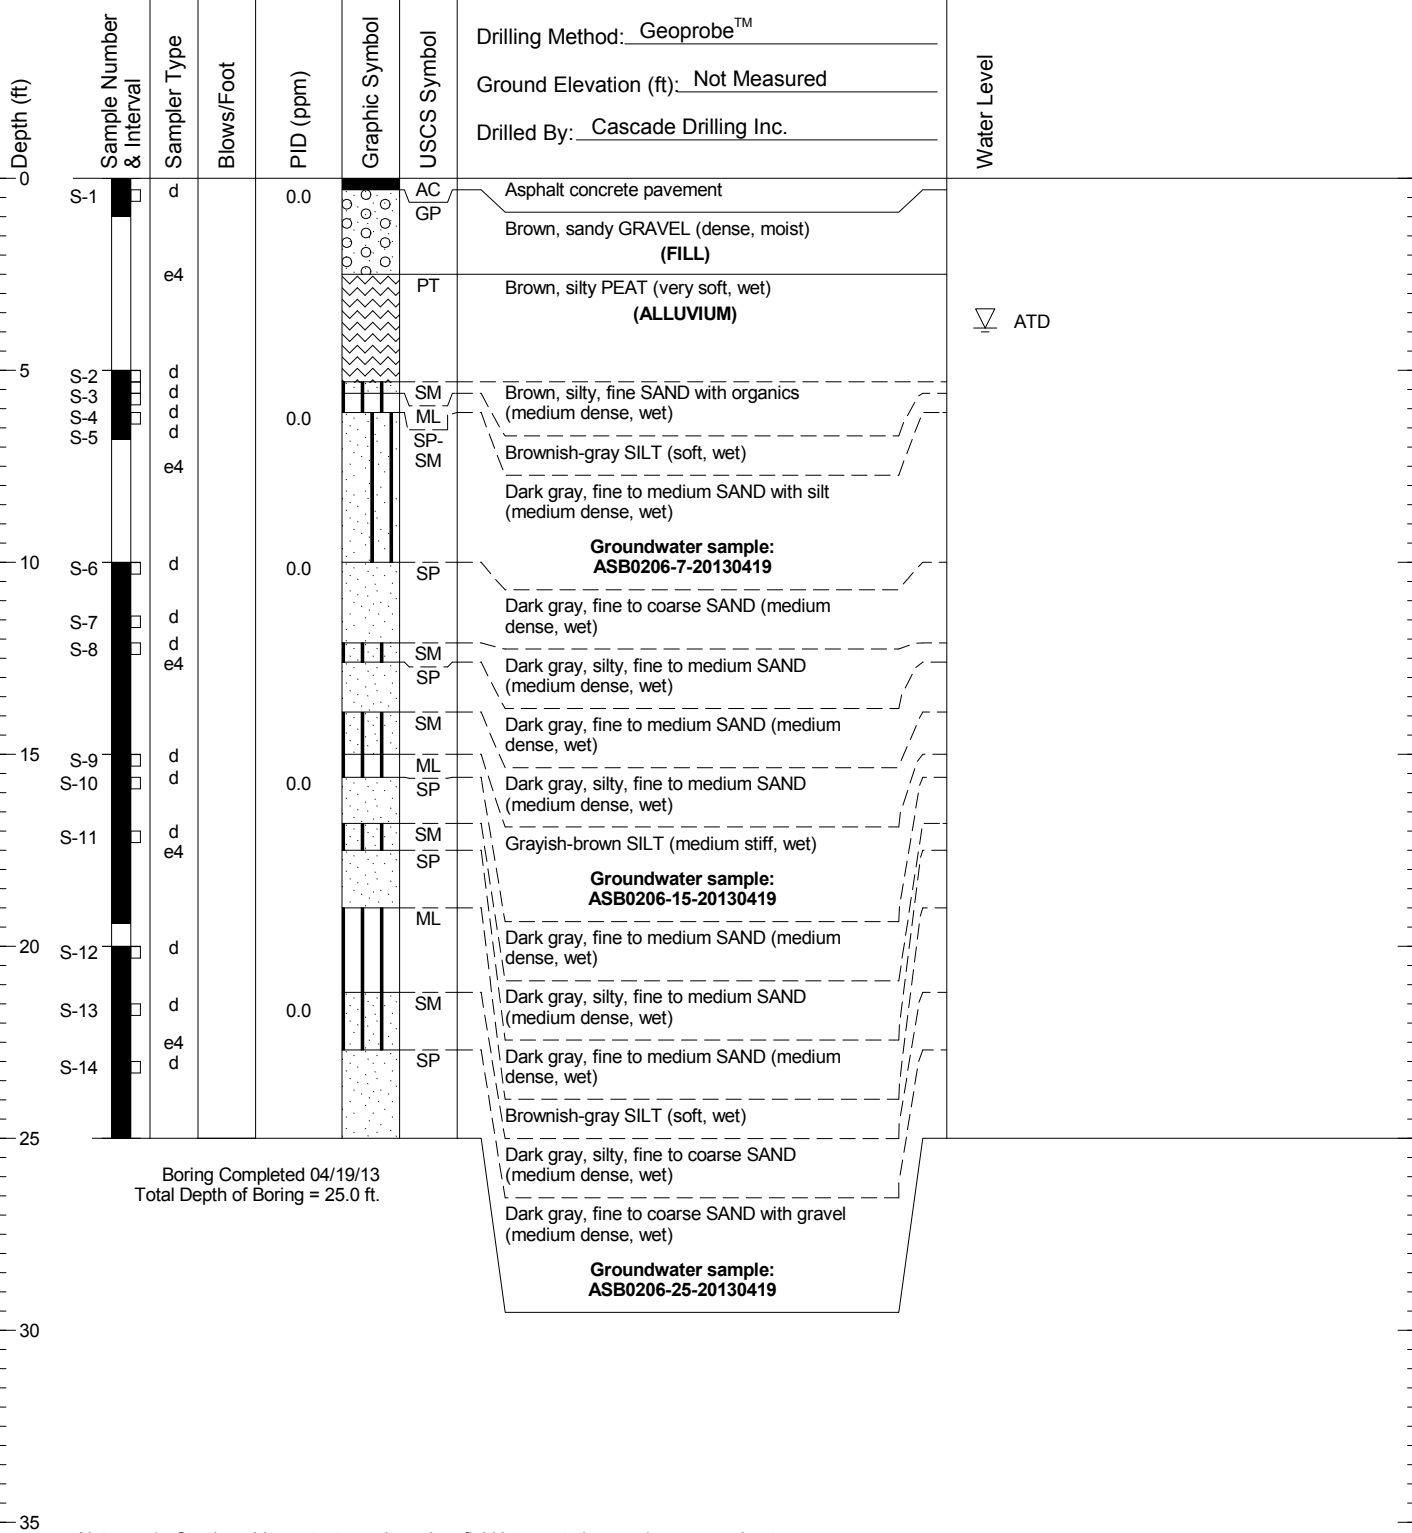 Depth (ft)
Sample Number
& Interval
Sampler Type
Blows/Foot
PID (ppm)
Graphic Symbol
USCS Symbol
Drilling Method: Geoprobe™
Ground Elevation (ft): Not Measured
Drilled By: Cascade Drilling Inc.
Water Level
0
S-1 d 0.0 AC Asphalt concrete pavement
GP
Brown, sandy GRAVEL (dense, moist)
(FILL)
e4
PT Brown, silty PEAT (very soft, wet)
(ALLUVIUM)
ATD
5
S-2 d
S-3 d SM Brown, silty, fine SAND with organics
(medium dense, wet)
S-4 d 0.0 ML
S-5 d SP-
SM
Brownish-gray SILT (soft, wet)
e4
Dark gray, fine to medium SAND with silt
(medium dense, wet)
Groundwater sample:
ASB0206-7-20130419
10
S-6 d 0.0 SP
Dark gray, fine to coarse SAND (medium
dense, wet)
S-7 d
S-8 d SM
e4 Dark gray, silty, fine to medium SAND
(medium dense, wet)
SP
SM Dark gray, fine to medium SAND (medium
dense, wet)
15
S-9 d ML
S-10 d 0.0 SP
Dark gray, silty, fine to medium SAND
(medium dense, wet)
S-11 d SM
e4 Grayish-brown SILT (medium stiff, wet)
SP
Groundwater sample:
ASB0206-15-20130419
ML
20
S-12 d
Dark gray, fine to medium SAND (medium
dense, wet)
S-13 d 0.0 SM
Dark gray, silty, fine to medium SAND
(medium dense, wet)
e4
S-14 d SP
Dark gray, fine to medium SAND (medium
dense, wet)
Brownish-gray SILT (soft, wet)
25
Dark gray, silty, fine to coarse SAND
(medium dense, wet)
Boring Completed 04/19/13
Total Depth of Boring = 25.0 ft.
Dark gray, fine to coarse SAND with gravel
(medium dense, wet)
Groundwater sample:
ASB0206-25-20130419
30
35